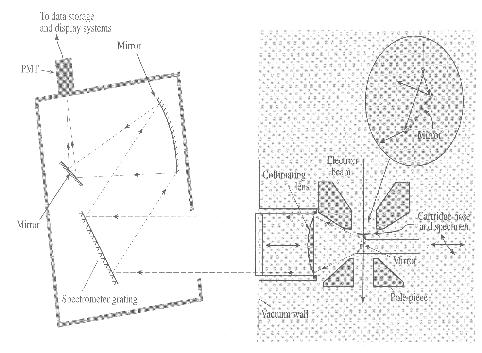 To data storage
and display systems
Mirror
PMT
Mirror
Electron
beam
Collimating
lens
Cartridge nose
and specimen
Mirror
Mirror
Spectrometer grating
Pole-piece
Vacuum wall